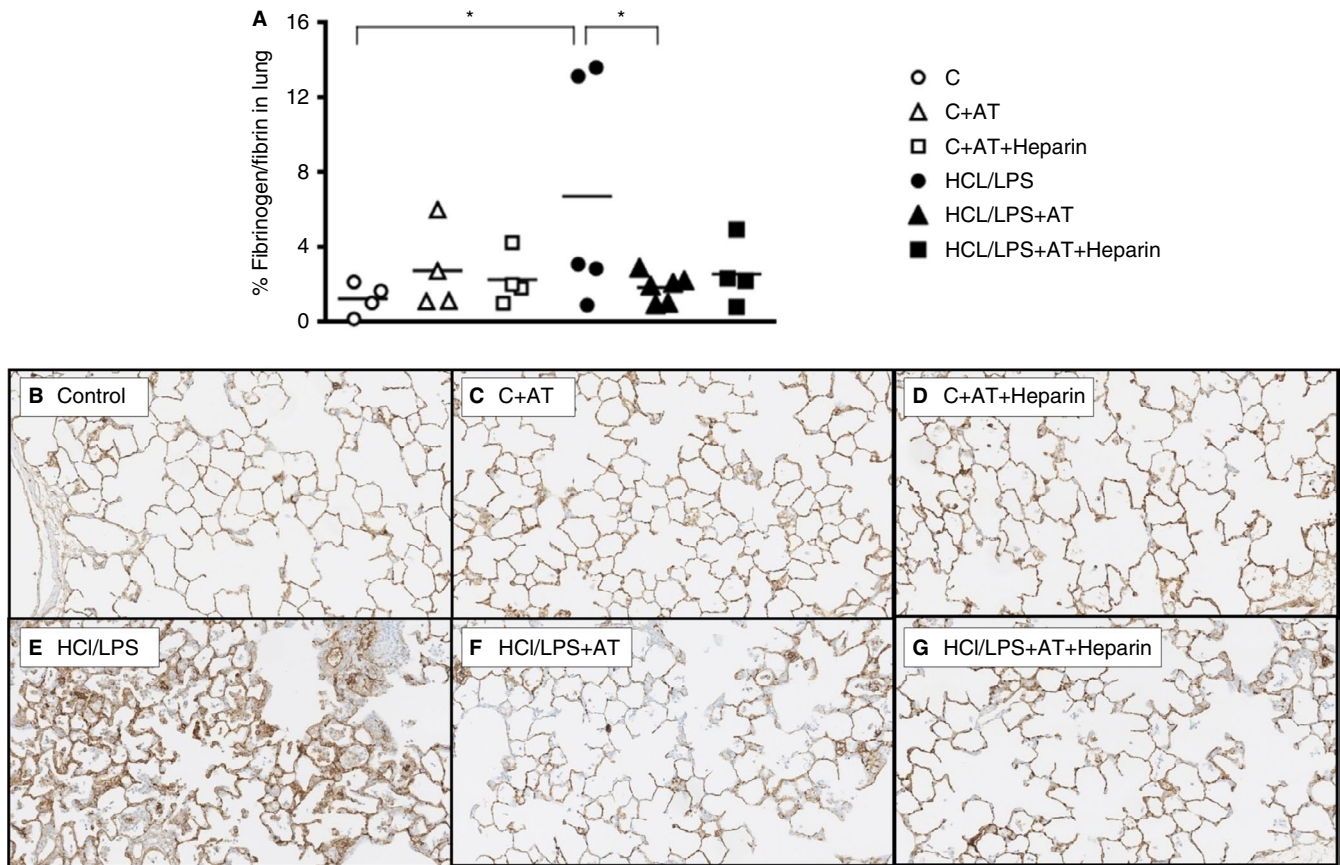 A
*
*
% Fibrinogen/fibrin in lung
16
12
8
4
0
C
C+AT
C+AT+Heparin
HCL/LPS
HCL/LPS+AT
HCL/LPS+AT+Heparin
B Control
C C+AT
D C+AT+Heparin
E HCl/LPS
F HCl/LPS+AT
G HCl/LPS+AT+Heparin